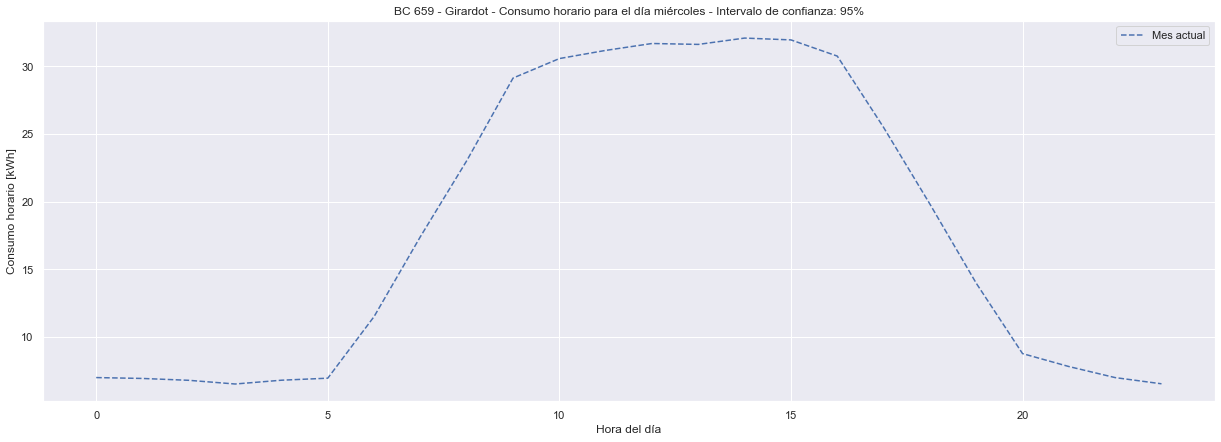 BC 659 - Girardot - Consumo horario para el día miércoles - Intervalo de confianza: 95%
Mes actual
Consumo horario [kWh]
30
25
20
15
10
0 5 10 15 20
Hora del día